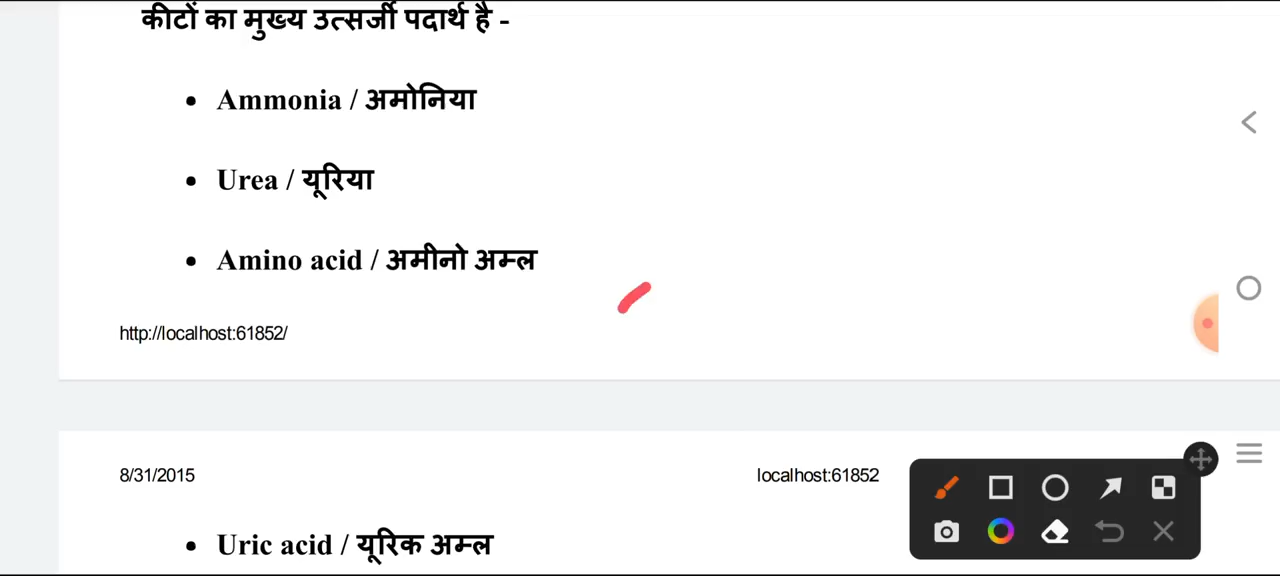 कीटों का मुख्य उत्सर्जी पदार्थ है -
• Ammonia / अमोनिया
• Urea / यूरिया
• Amino acid / अमीनो अम्ल
http://localhost:61852/
8/31/2015 localhost:61852
• Uric acid / यूरिक अम्ल